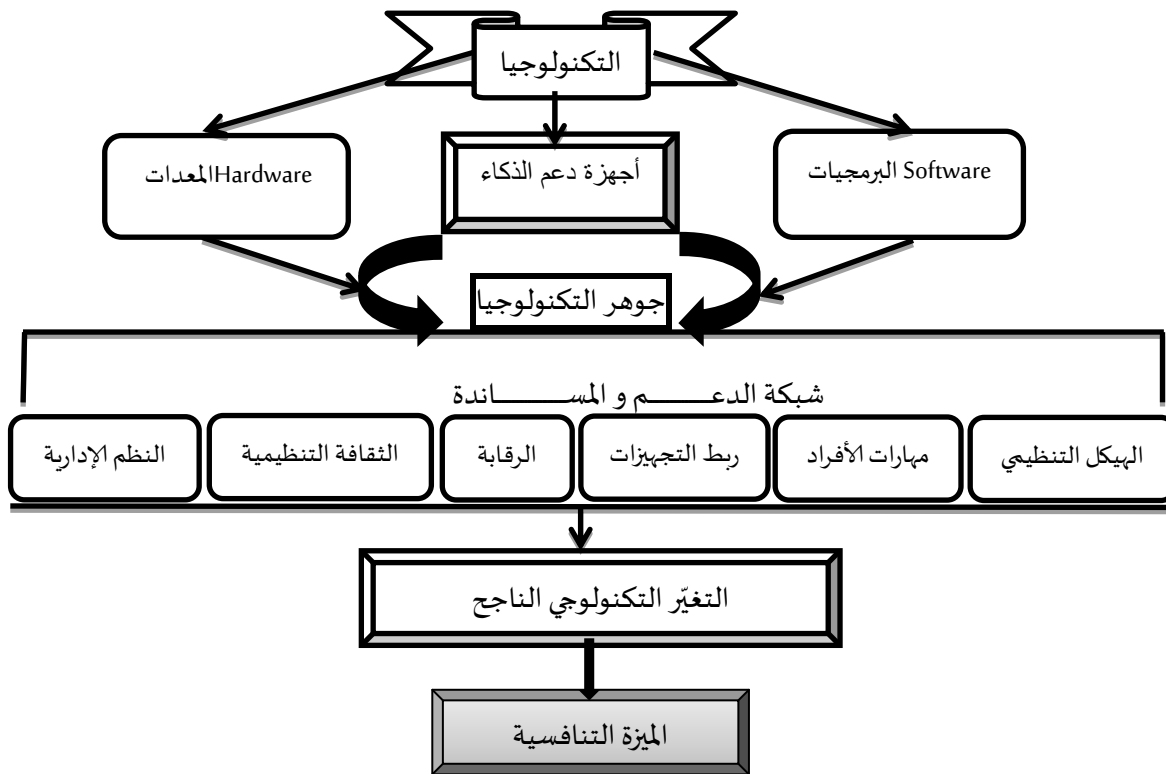 التكنولوجيا
Software البرمجيات
أجهزة دعم الذكاء
Hardwareالمعدات
جوهر التكنولوجيا
شبكة الدعـــــم و المســـــاندة
الهيكل التنظيمي
مهارات الأفراد
ربط التجهيزات
الرقابة
الثقافة التنظيمية
النظم الإدارية
التغيّر التكنولوجي الناجح
الميزة التنافسية